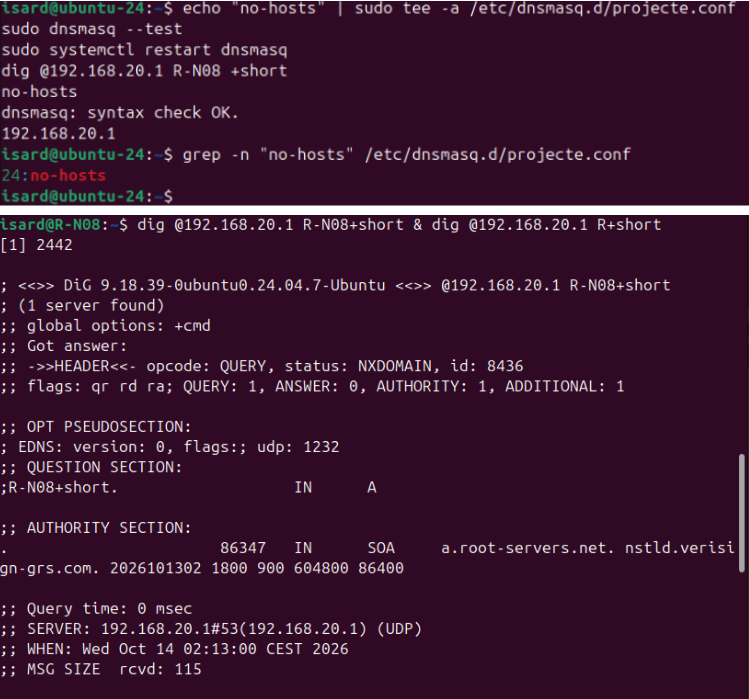 isard@ubuntu-24:~$ echo "no-hosts" | sudo tee -a /etc/dnsmasq.d/projecte.conf
sudo dnsmasq --test
sudo systemctl restart dnsmasq
dig @192.168.20.1 R-N08 +short
no-hosts
dnsmasq: syntax check OK.
192.168.20.1
isard@ubuntu-24:~$ grep -n "no-hosts" /etc/dnsmasq.d/projecte.conf
24:no-hosts
isard@ubuntu-24:~$
isard@R-N08:~$ dig @192.168.20.1 R-N08+short & dig @192.168.20.1 R+short
[1] 2442
; <<>> DiG 9.18.39-0ubuntu0.24.04.7-Ubuntu <<>> @192.168.20.1 R-N08+short
; (1 server found)
;; global options: +cmd
;; Got answer:
;; ->>HEADER<<- opcode: QUERY, status: NXDOMAIN, id: 8436
;; flags: qr rd ra; QUERY: 1, ANSWER: 0, AUTHORITY: 1, ADDITIONAL: 1
;; OPT PSEUDOSECTION:
; EDNS: version: 0, flags:; udp: 1232
;; QUESTION SECTION:
;R-N08+short. IN A
;; AUTHORITY SECTION:
. 86347 IN SOA a.root-servers.net. nstld.verisi
gn-grs.com. 2026101302 1800 900 604800 86400
;; Query time: 0 msec
;; SERVER: 192.168.20.1#53(192.168.20.1) (UDP)
;; WHEN: Wed Oct 14 02:13:00 CEST 2026
;; MSG SIZE rcvd: 115